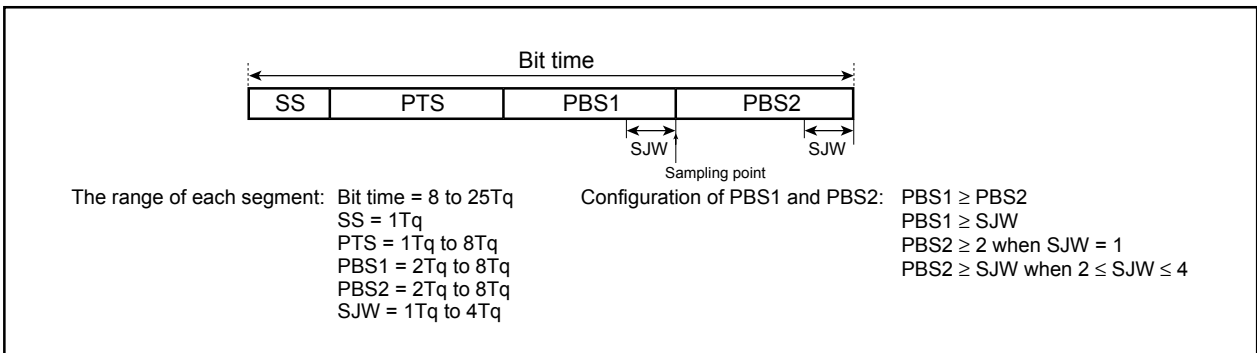 Bit time
SS PTS PBS1 PBS2
SJW SJW
Sampling point
The range of each segment: Bit time = 8 to 25Tq
SS = 1Tq
PTS = 1Tq to 8Tq
PBS1 = 2Tq to 8Tq
PBS2 = 2Tq to 8Tq
SJW = 1Tq to 4Tq
Configuration of PBS1 and PBS2: PBS1 ≥ PBS2
PBS1 ≥ SJW
PBS2 ≥ 2 when SJW = 1
PBS2 ≥ SJW when 2 ≤ SJW ≤ 4